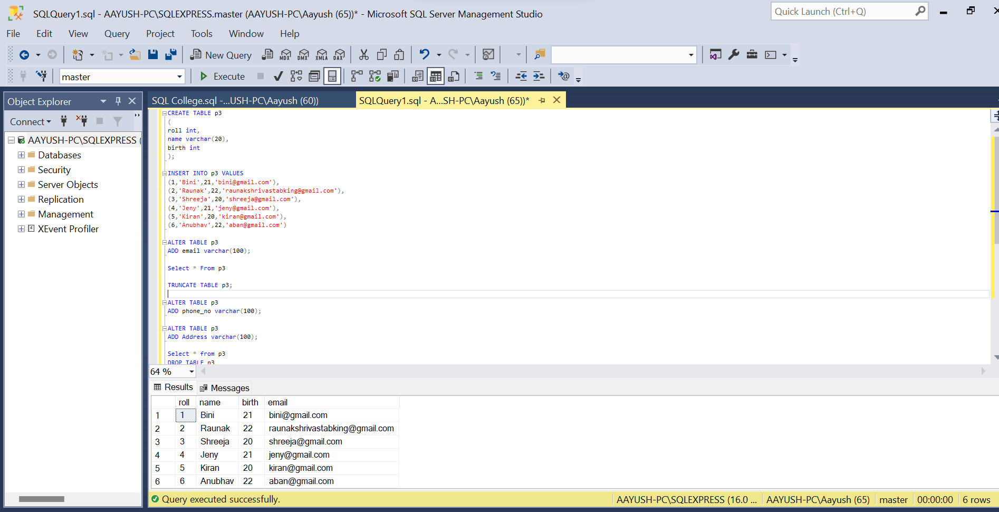 SQLQuery1.sql - AAYUSH-PC\SQLEXPRESS.master (AAYUSH-PC\Aayush (65))* - Microsoft SQL Server Management Studio
Quick Launch (Ctrl+Q)
File Edit View Query Project Tools Window Help
New Query MDX DMX XMLA DAX
master Execute
Object Explorer
Connect
AAYUSH-PC\SQLEXPRESS (
Databases
Security
Server Objects
Replication
Management
XEvent Profiler
SQL College.sql -...USH-PC\Aayush (60))
SQLQuery1.sql - A...SH-PC\Aayush (65))*
CREATE TABLE p3
(
roll int,
name varchar(20),
birth int
);
INSERT INTO p3 VALUES
(1,'Bini',21,'bini@gmail.com'),
(2,'Raunak',22,'raunakshrivastabking@gmail.com'),
(3,'Shreeja',20,'shreeja@gmail.com'),
(4,'Jeny',21,'jeny@gmail.com'),
(5,'Kiran',20,'kiran@gmail.com'),
(6,'Anubhav',22,'aban@gmail.com')
ALTER TABLE p3
ADD email varchar(100);
Select * From p3
TRUNCATE TABLE p3;
ALTER TABLE p3
ADD phone_no varchar(100);
ALTER TABLE p3
ADD Address varchar(100);
Select * from p3
DROP TABLE p3
64 %
Results Messages
roll name birth email
1 1 Bini 21 bini@gmail.com
2 2 Raunak 22 raunakshrivastabking@gmail.com
3 3 Shreeja 20 shreeja@gmail.com
4 4 Jeny 21 jeny@gmail.com
5 5 Kiran 20 kiran@gmail.com
6 6 Anubhav 22 aban@gmail.com
Query executed successfully. AAYUSH-PC\SQLEXPRESS (16.0 ... AAYUSH-PC\Aayush (65) master 00:00:00 6 rows